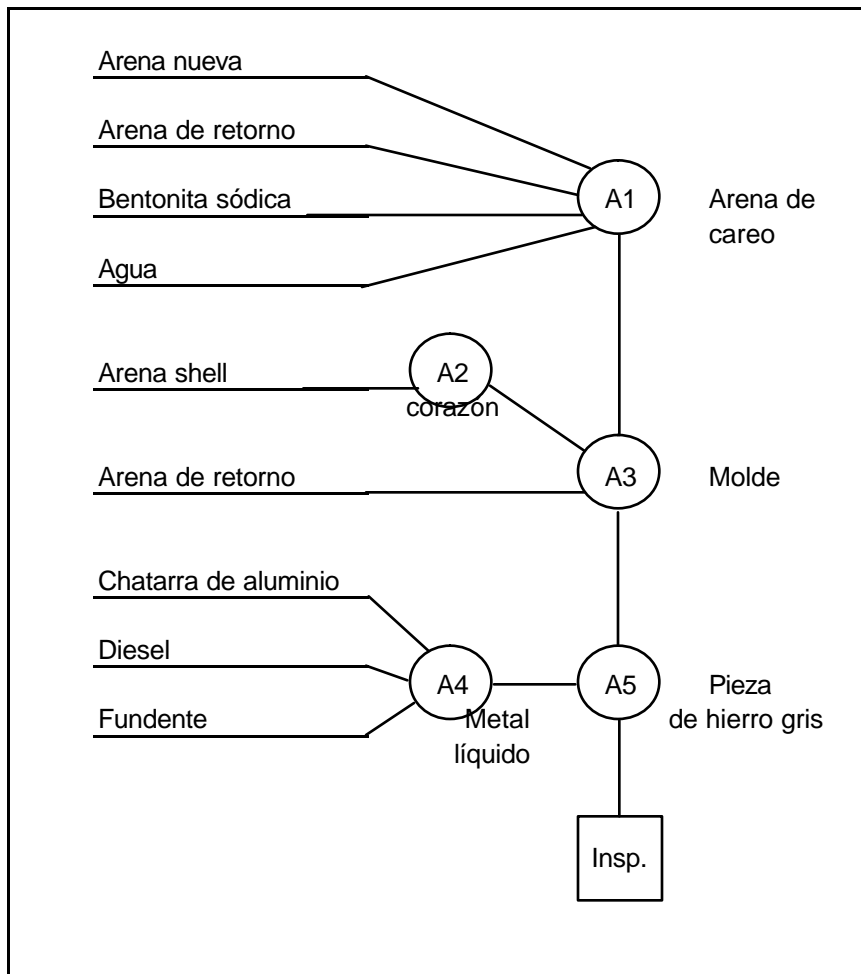 Arena nueva
Arena de retorno
Bentonita sódica
Agua
A1
Arena de
careo
Arena shell
A2
corazon
Arena de retorno
A3
Molde
Chatarra de aluminio
Diesel
Fundente
A4
Metal
líquido
A5
Pieza
de hierro gris
Insp.